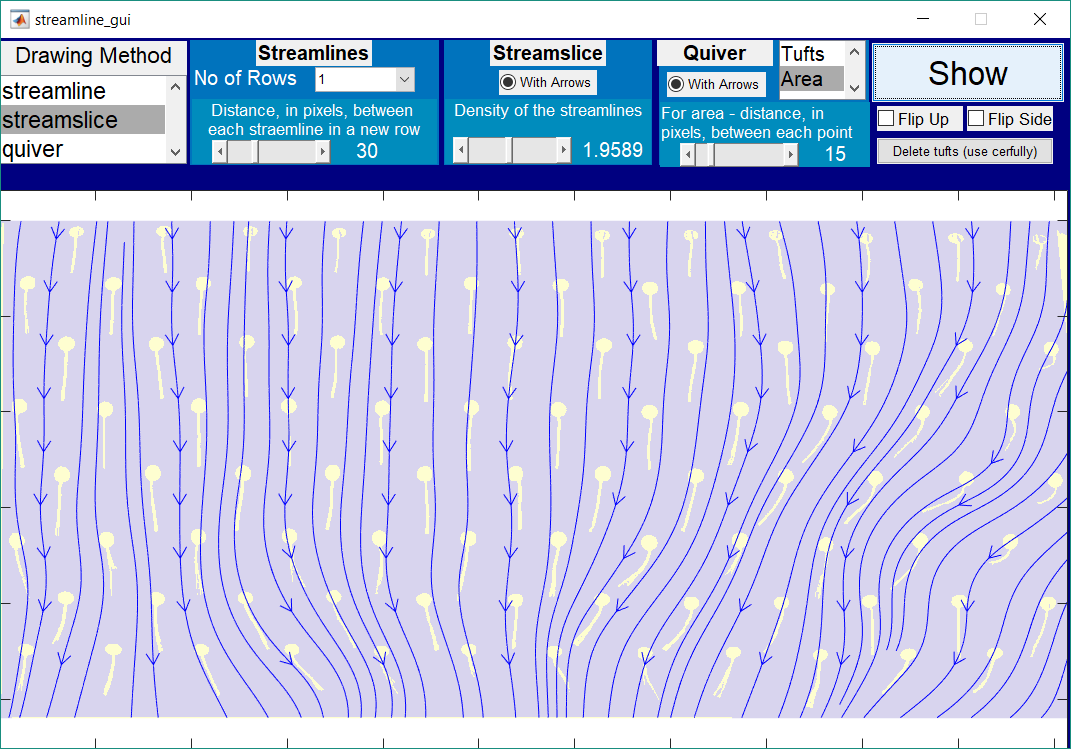 streamline_gui
Drawing Method
streamline
streamslice
quiver
Streamlines
No of Rows 1
Distance, in pixels, between
each straemline in a new row
30
Streamslice
With Arrows
Density of the streamlines
1.9589
Quiver
With Arrows
Tufts
Area
For area - distance, in
pixels, between each point
15
Show
Flip Up
Flip Side
Delete tufts (use cerfully)